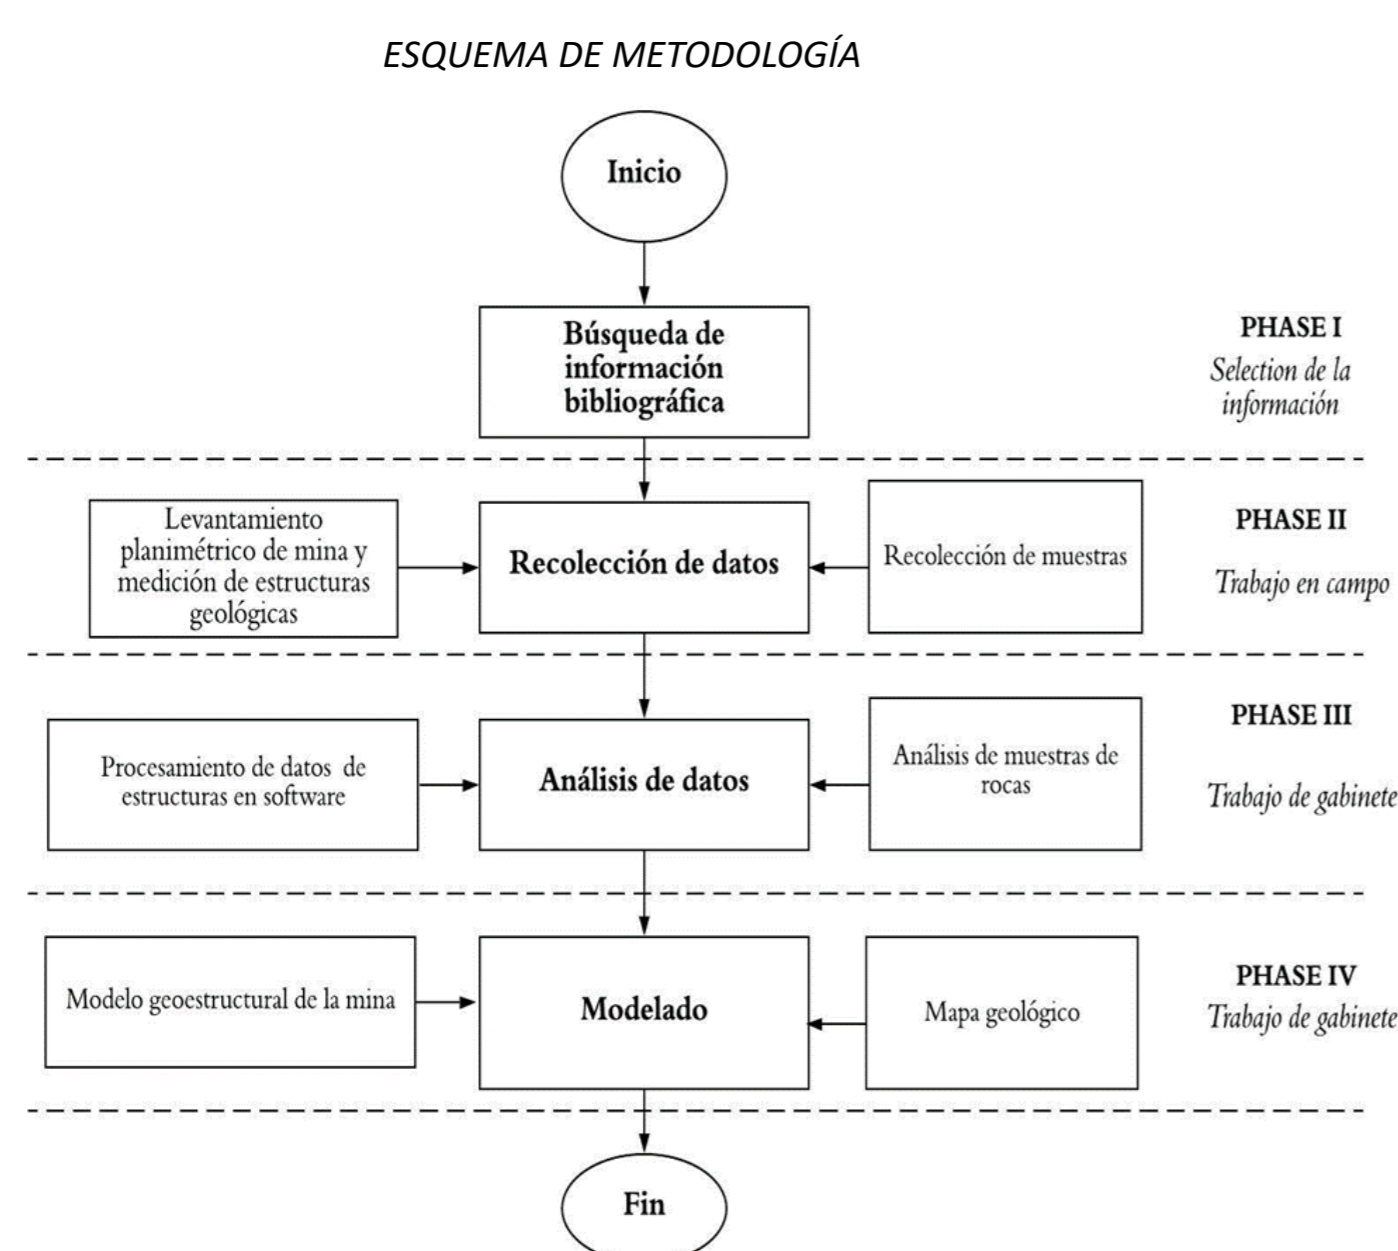 ESQUEMA DE METODOLOGÍA
Inicio
Búsqueda de
información
bibliográfica
PHASE I
Selection de la
información
Levantamiento
planimétrico de mina y
medición de estructuras
geológicas
Recolección de datos
Recolección de muestras
PHASE II
Trabajo en campo
Procesamiento de datos de
estructuras en software
Análisis de datos
Análisis de muestras de
rocas
PHASE III
Trabajo de gabinete
Modelo geoestructural de la mina
Modelado
Mapa geológico
PHASE IV
Trabajo de gabinete
Fin